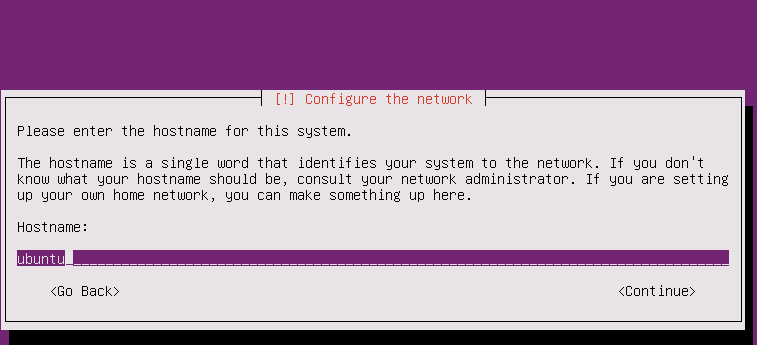 [!] Configure the network
Please enter the hostname for this system.
The hostname is a single word that identifies your system to the network. If you don't
know what your hostname should be, consult your network administrator. If you are setting
up your own home network, you can make something up here.
Hostname:
ubuntu
<Go Back> <Continue>